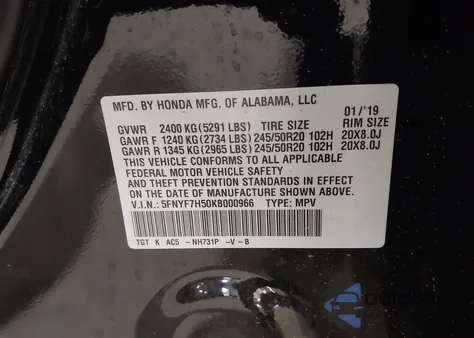 MFD. BY HONDA MFG. OF ALABAMA, LLC 01/'19
GVWR 2400 KG(5291 LBS) TIRE SIZE RIM SIZE
GAWR F 1240 KG(2734 LBS) 245/50R20 102H 20X8.0J
GAWR R 1345 KG(2965 LBS) 245/50R20 102H 20X8.0J
THIS VEHICLE CONFORMS TO ALL APPLICABLE
FEDERAL MOTOR VEHICLE SAFETY
AND THEFT PREVENTION STANDARDS IN EFFECT
ON THE DATE OF MANUFACTURE SHOWN ABOVE.
V.I.N.: 5FNYF7H50KB000966 TYPE: MPV
TGT K AC5 -NH731P -V -B